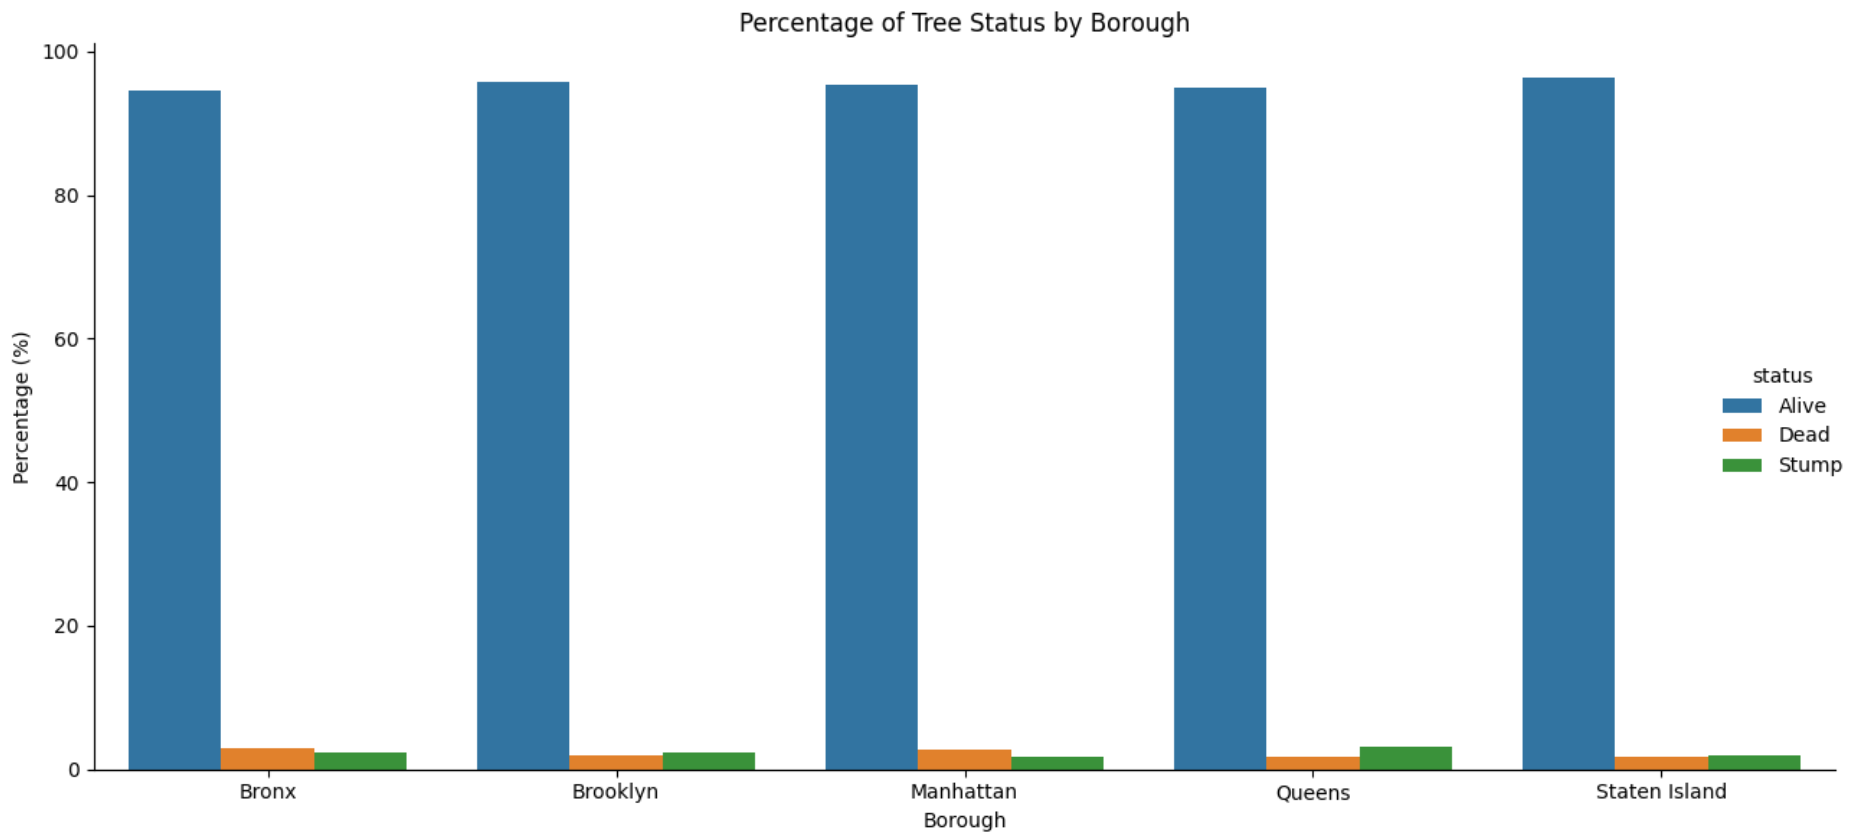 Percentage of Tree Status by Borough
Percentage (%)
100
80
60
40
20
0
Bronx
Brooklyn
Manhattan
Queens
Staten Island
Borough
status
Alive
Dead
Stump